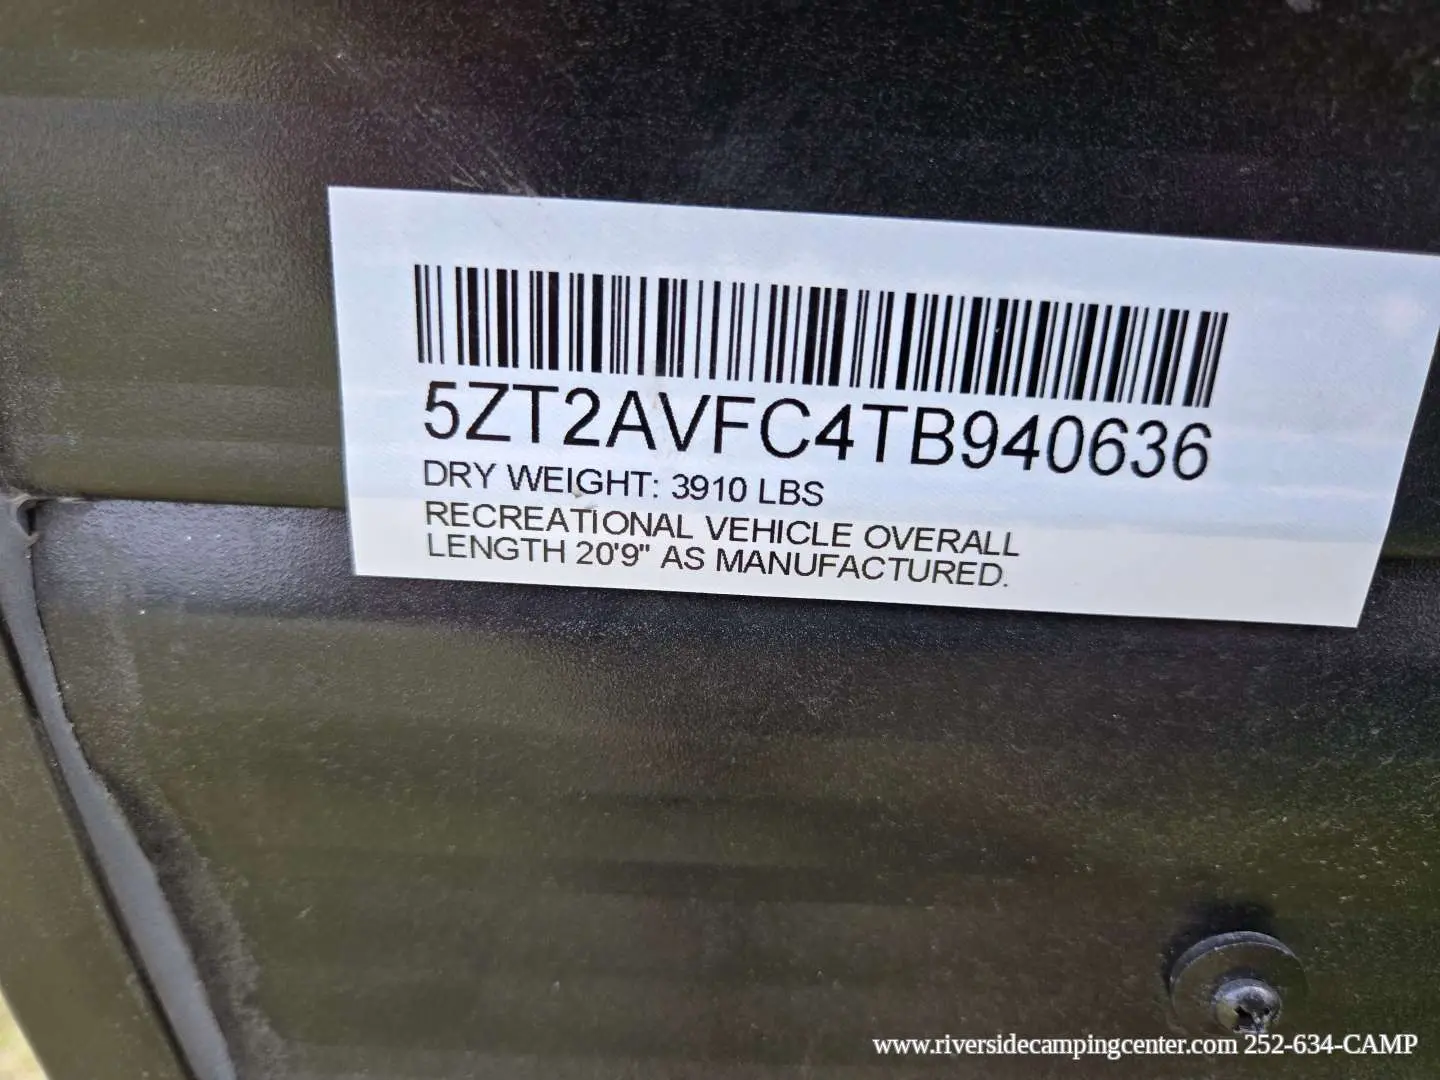 5ZT2AVFC4TB940636
DRY WEIGHT: 3910 LBS
RECREATIONAL VEHICLE OVERALL
LENGTH 20'9" AS MANUFACTURED.
www.riversidecampingcenter.com 252-634-CAMP